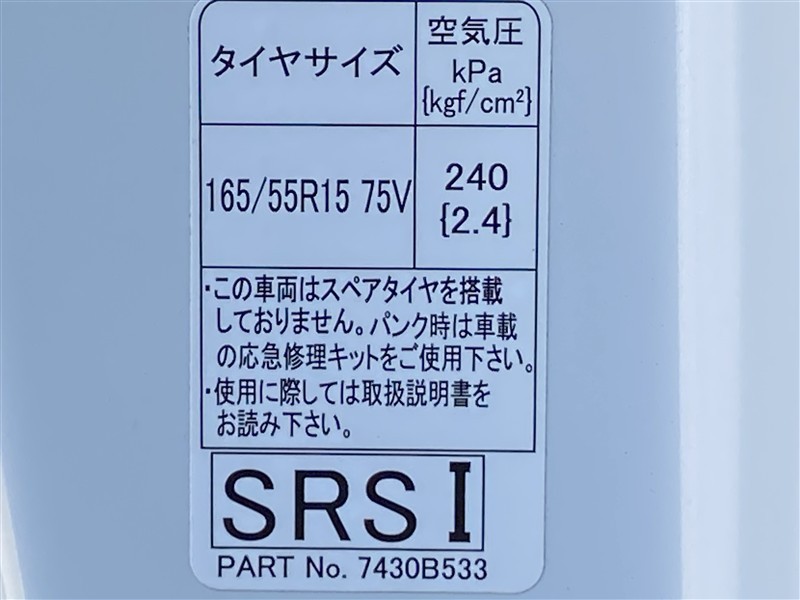 タイヤサイズ
空気圧
kPa
{kgf/cm²}
165/55R15 75V
240
{2.4}
・この車両はスペアタイヤを搭載
しておりません。パンク時は車載
の応急修理キットをご使用下さい。
・使用に際しては取扱説明書を
お読み下さい。
SRS I
PART No. 7430B533